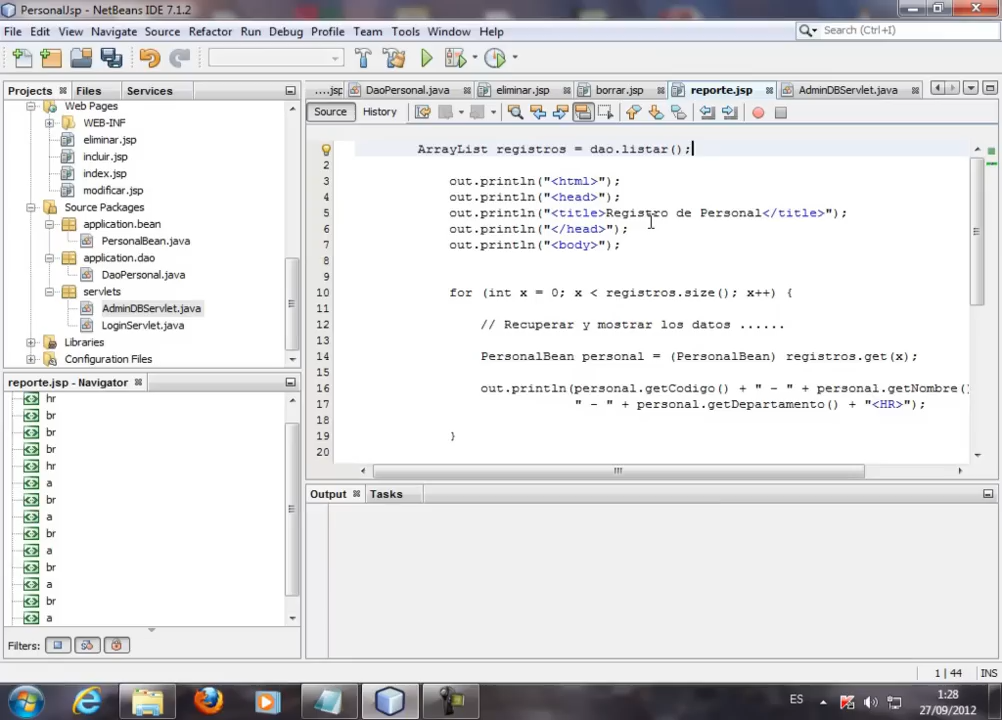 PersonalJsp - NetBeans IDE 7.1.2
File Edit View Navigate Source Refactor Run Debug Profile Team Tools Window Help
Search (Ctrl+I)
Projects Files Services
....jsp DaoPersonal.java eliminar.jsp borrar.jsp reporte.jsp AdminDBServlet.java
Source History
Web Pages
WEB-INF
eliminar.jsp
incluir.jsp
index.jsp
modificar.jsp
Source Packages
application.bean
PersonalBean.java
application.dao
DaoPersonal.java
servlets
AdminDBServlet.java
LoginServlet.java
Libraries
Configuration Files
reporte.jsp - Navigator
hr
br
br
br
hr
a
br
a
br
a
br
a
br
a
Filters:
ArrayList registros = dao.listar();
2
3 out.println("<html>");
4 out.println("<head>");
5 out.println("<title>Registro de Personal</title>");
6 out.println("</head>");
7 out.println("<body>");
8
9
10 for (int x = 0; x < registros.size(); x++) {
11
12 // Recuperar y mostrar los datos ......
13
14 PersonalBean personal = (PersonalBean) registros.get(x);
15
16 out.println(personal.getCodigo() + " - " + personal.getNombre()
17 " - " + personal.getDepartamento() + "<HR>");
18
19 }
20
Output Tasks
1 | 44 INS
ES
1:28
27/09/2012